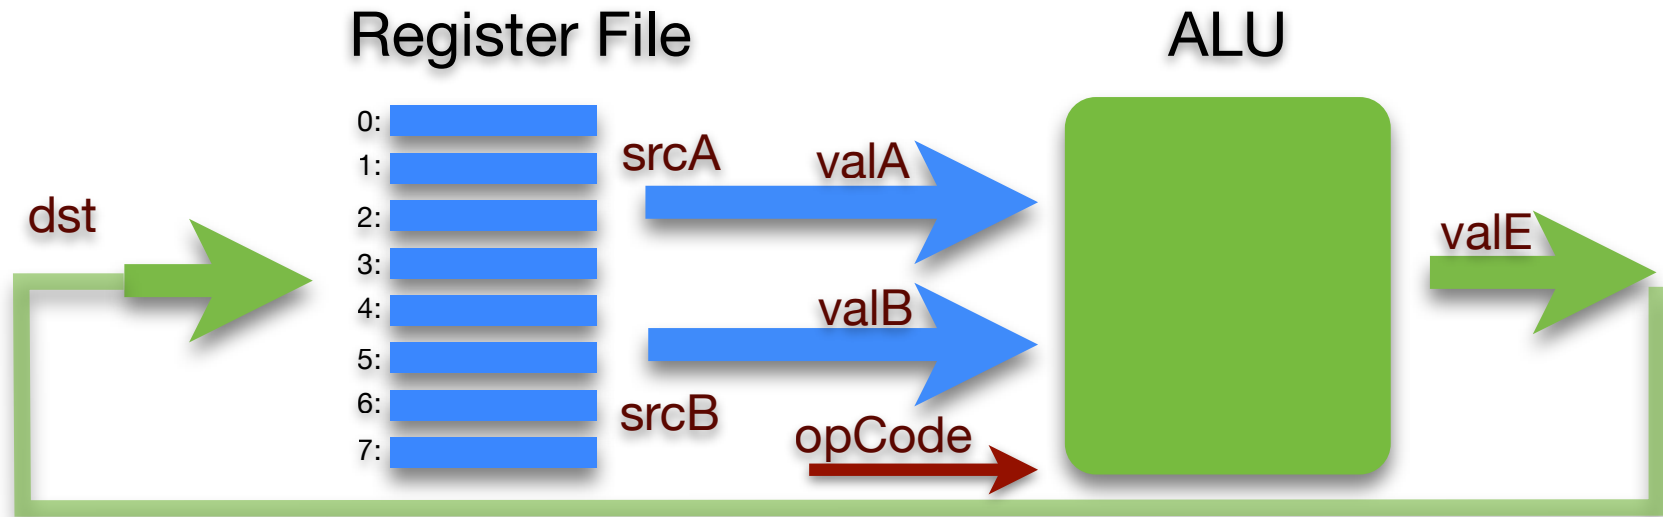 Register File
ALU
0:
1:
2:
3:
4:
5:
6:
7:
dst
srcA
valA
valB
srcB
opCode
valE